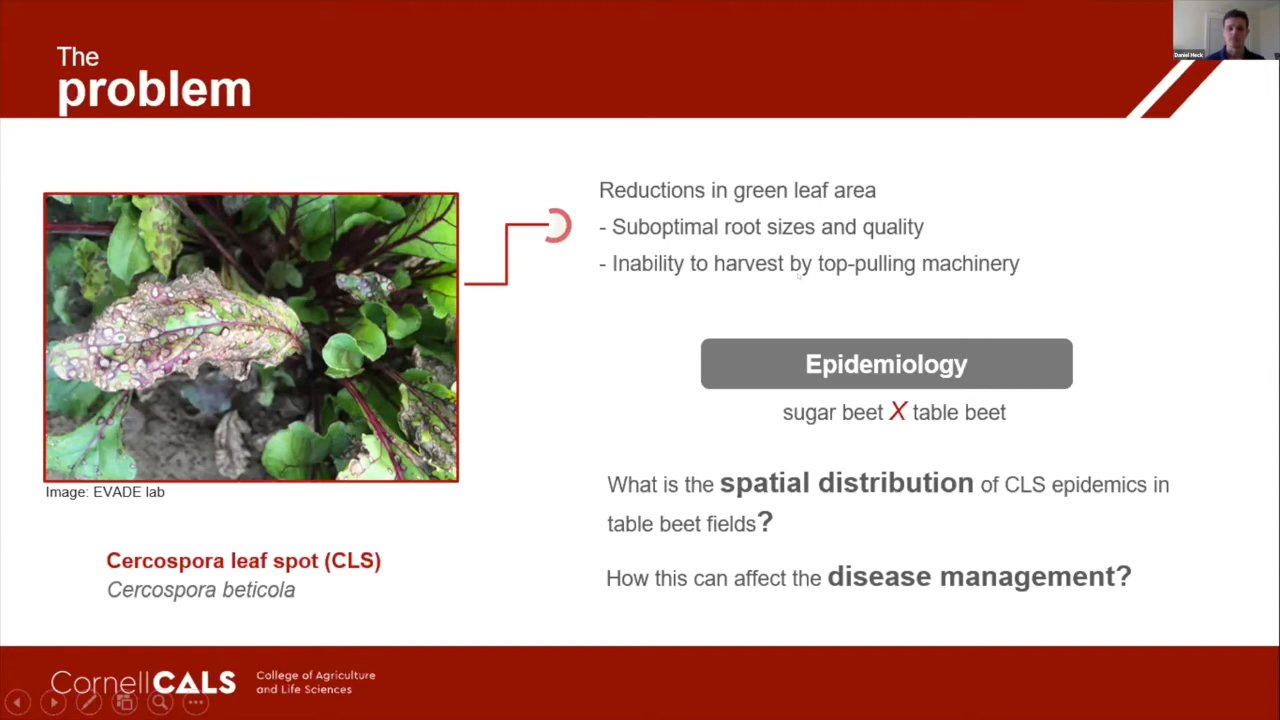 The
problem
Daniel Heck
Reductions in green leaf area
- Suboptimal root sizes and quality
- Inability to harvest by top-pulling machinery
Epidemiology
sugar beet X table beet
What is the spatial distribution of CLS epidemics in
table beet fields?
How this can affect the disease management?
Image: EVADE lab
Cercospora leaf spot (CLS)
Cercospora beticola
CornellCALS
College of Agriculture
and Life Sciences